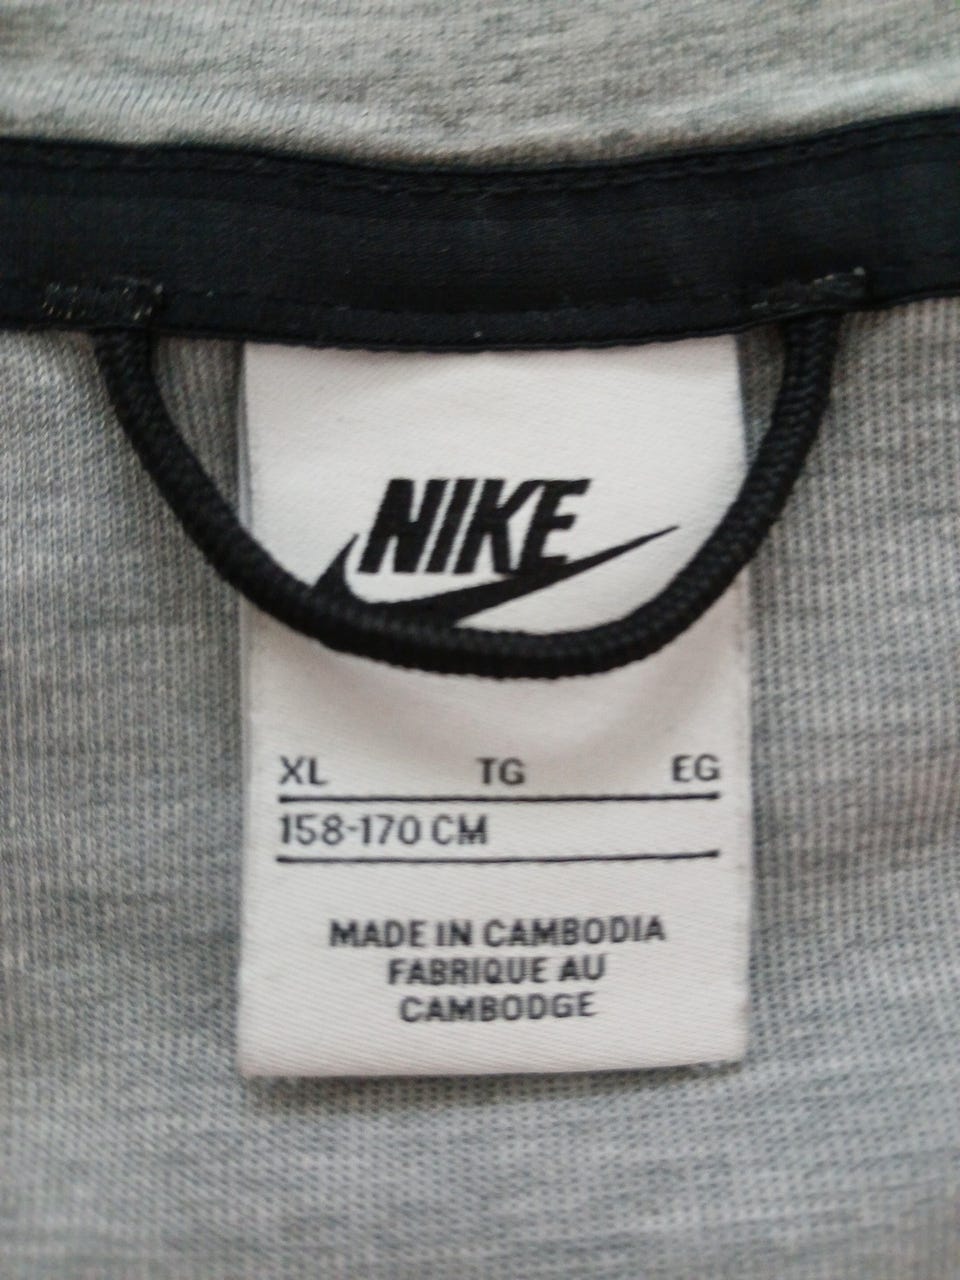 NIKE
XL TG EG
158-170 CM
MADE IN CAMBODIA
FABRIQUE AU
CAMBODGE